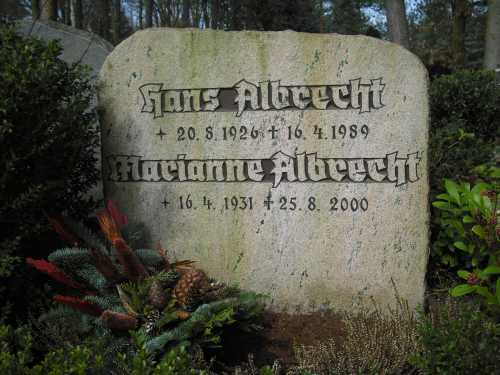 Hans Albrecht
+ 20.8.1926 ✝ 16.4.1989
Marianne Albrecht
+ 16.4.1931 ✝ 25.8.2000